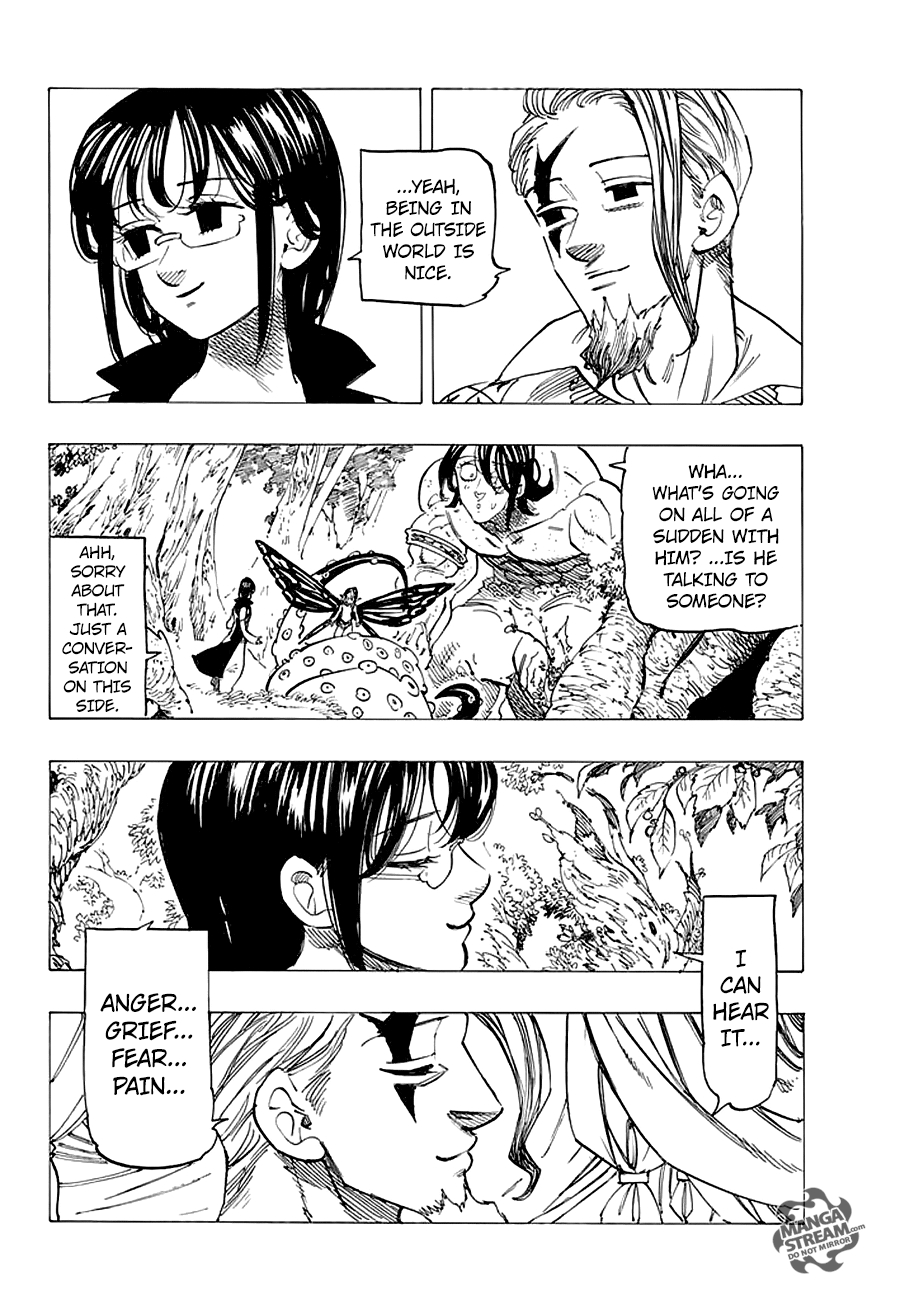 ...YEAH,
BEING IN
THE OUTSIDE
WORLD IS
NICE.
WHA...
WHAT'S GOING
ON ALL OF A
SUDDEN WITH
HIM? ...IS HE
TALKING TO
SOMEONE?
AHH,
SORRY
ABOUT
THAT.
JUST A
CONVER-
SATION
ON THIS
SIDE.
I
CAN
HEAR
IT...
ANGER...
GRIEF...
FEAR...
PAIN...
MANGA
STREAM.com
DO NOT MIRROR